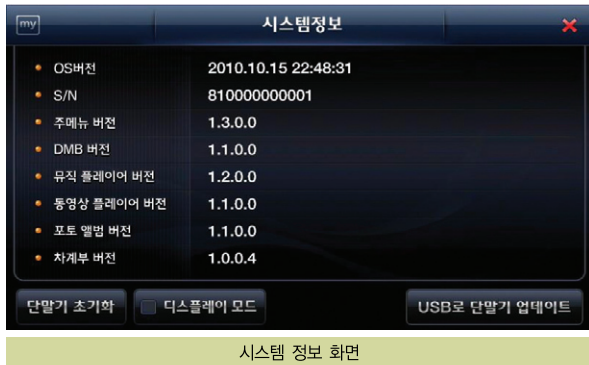 my 시스템정보
OS버전 2010.10.15 22:48:31
S/N 810000000001
주메뉴 버전 1.3.0.0
DMB 버전 1.1.0.0
뮤직 플레이어 버전 1.2.0.0
동영상 플레이어 버전 1.1.0.0
포토 앨범 버전 1.1.0.0
차계부 버전 1.0.0.4
단말기 초기화 디스플레이 모드 USB로 단말기 업데이트
시스템 정보 화면